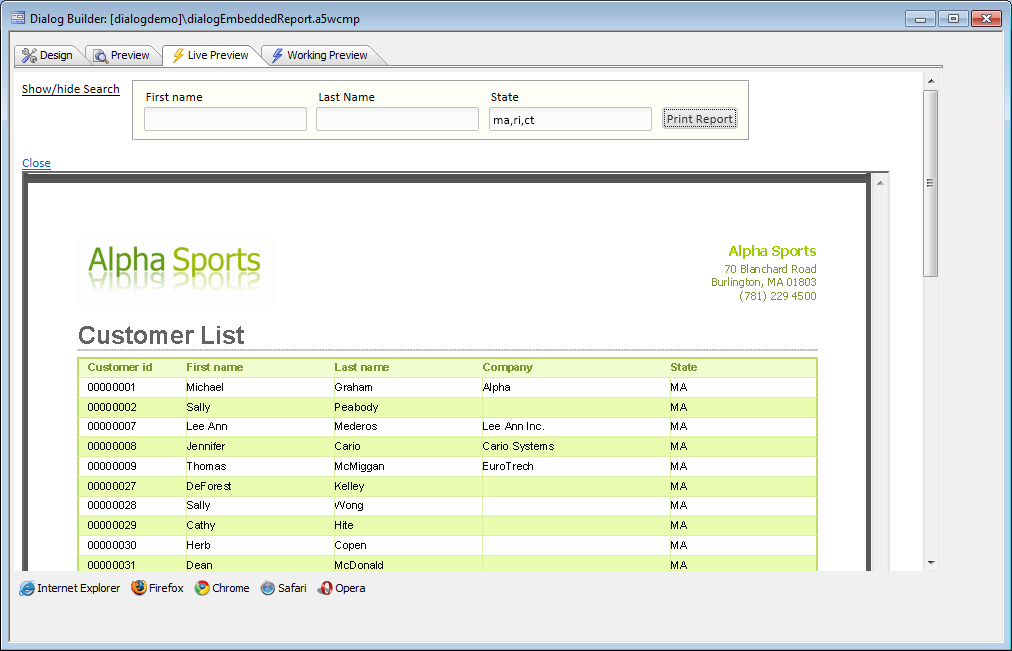 Dialog Builder: [dialogdemo]\dialogEmbeddedReport.a5wcmp
Design Preview Live Preview Working Preview
Show/hide Search
First name Last Name State
ma,ri,ct Print Report
Close
Alpha Sports
Alpha Sports
70 Blanchard Road
Burlington, MA 01803
(781) 229 4500
Customer List
Customer id First name Last name Company State
00000001 Michael Graham Alpha MA
00000002 Sally Peabody MA
00000007 Lee Ann Mederos Lee Ann Inc. MA
00000008 Jennifer Cario Cario Systems MA
00000009 Thomas McMiggan EuroTrech MA
00000027 DeForest Kelley MA
00000028 Sally Wong MA
00000029 Cathy Hite MA
00000030 Herb Copen MA
00000031 Dean McDonald MA
Internet Explorer Firefox Chrome Safari Opera